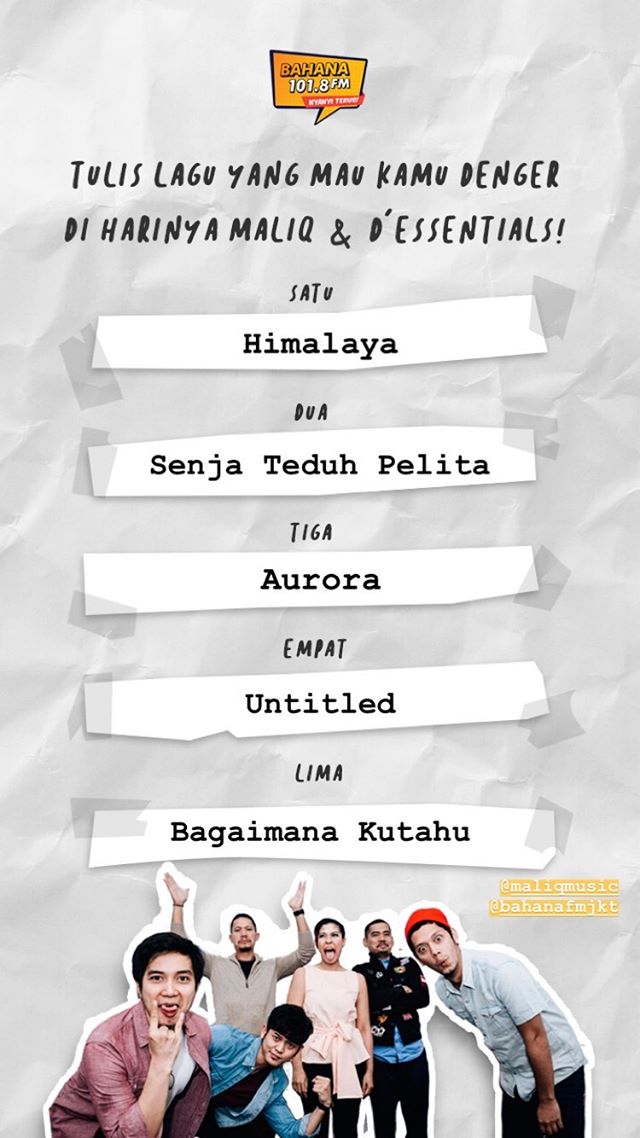 BAHANA
101.8 FM
NYANYI TERUS!
TULIS LAGU YANG MAU KAMU DENGER
DI HARINYA MALIQ & D'ESSENTIALS!
SATU
Himalaya
DUA
Senja Teduh Pelita
TIGA
Aurora
EMPAT
Untitled
LIMA
Bagaimana Kutahu
@maliqmusic
@bahanafmjkt